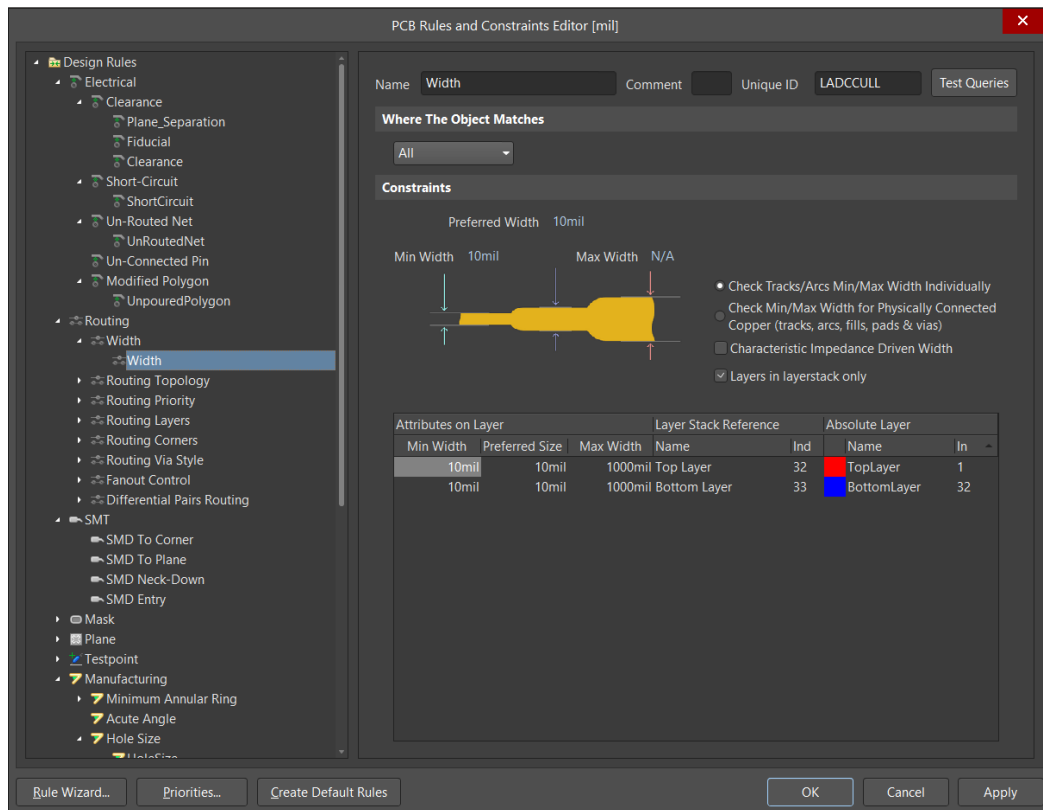 PCB Rules and Constraints Editor [mil]
Design Rules
Electrical
Clearance
Plane_Separation
Fiducial
Clearance
Short-Circuit
ShortCircuit
Un-Routed Net
UnRoutedNet
Un-Connected Pin
Modified Polygon
UnpouredPolygon
Routing
Width
Width
Routing Topology
Routing Priority
Routing Layers
Routing Corners
Routing Via Style
Fanout Control
Differential Pairs Routing
SMT
SMD To Corner
SMD To Plane
SMD Neck-Down
SMD Entry
Mask
Plane
Testpoint
Manufacturing
Minimum Annular Ring
Acute Angle
Hole Size
HoleSize
Name Width Comment Unique ID LADCCULL Test Queries
Where The Object Matches
All
Constraints
Preferred Width 10mil
Min Width 10mil Max Width N/A
Check Tracks/Arcs Min/Max Width Individually
Check Min/Max Width for Physically Connected
Copper (tracks, arcs, fills, pads & vias)
Characteristic Impedance Driven Width
Layers in layerstack only
Attributes on Layer Layer Stack Reference Absolute Layer
Min Width Preferred Size Max Width Name Ind Name In
10mil 10mil 1000mil Top Layer 32 TopLayer 1
10mil 10mil 1000mil Bottom Layer 33 BottomLayer 32
Rule Wizard... Priorities... Create Default Rules OK Cancel Apply